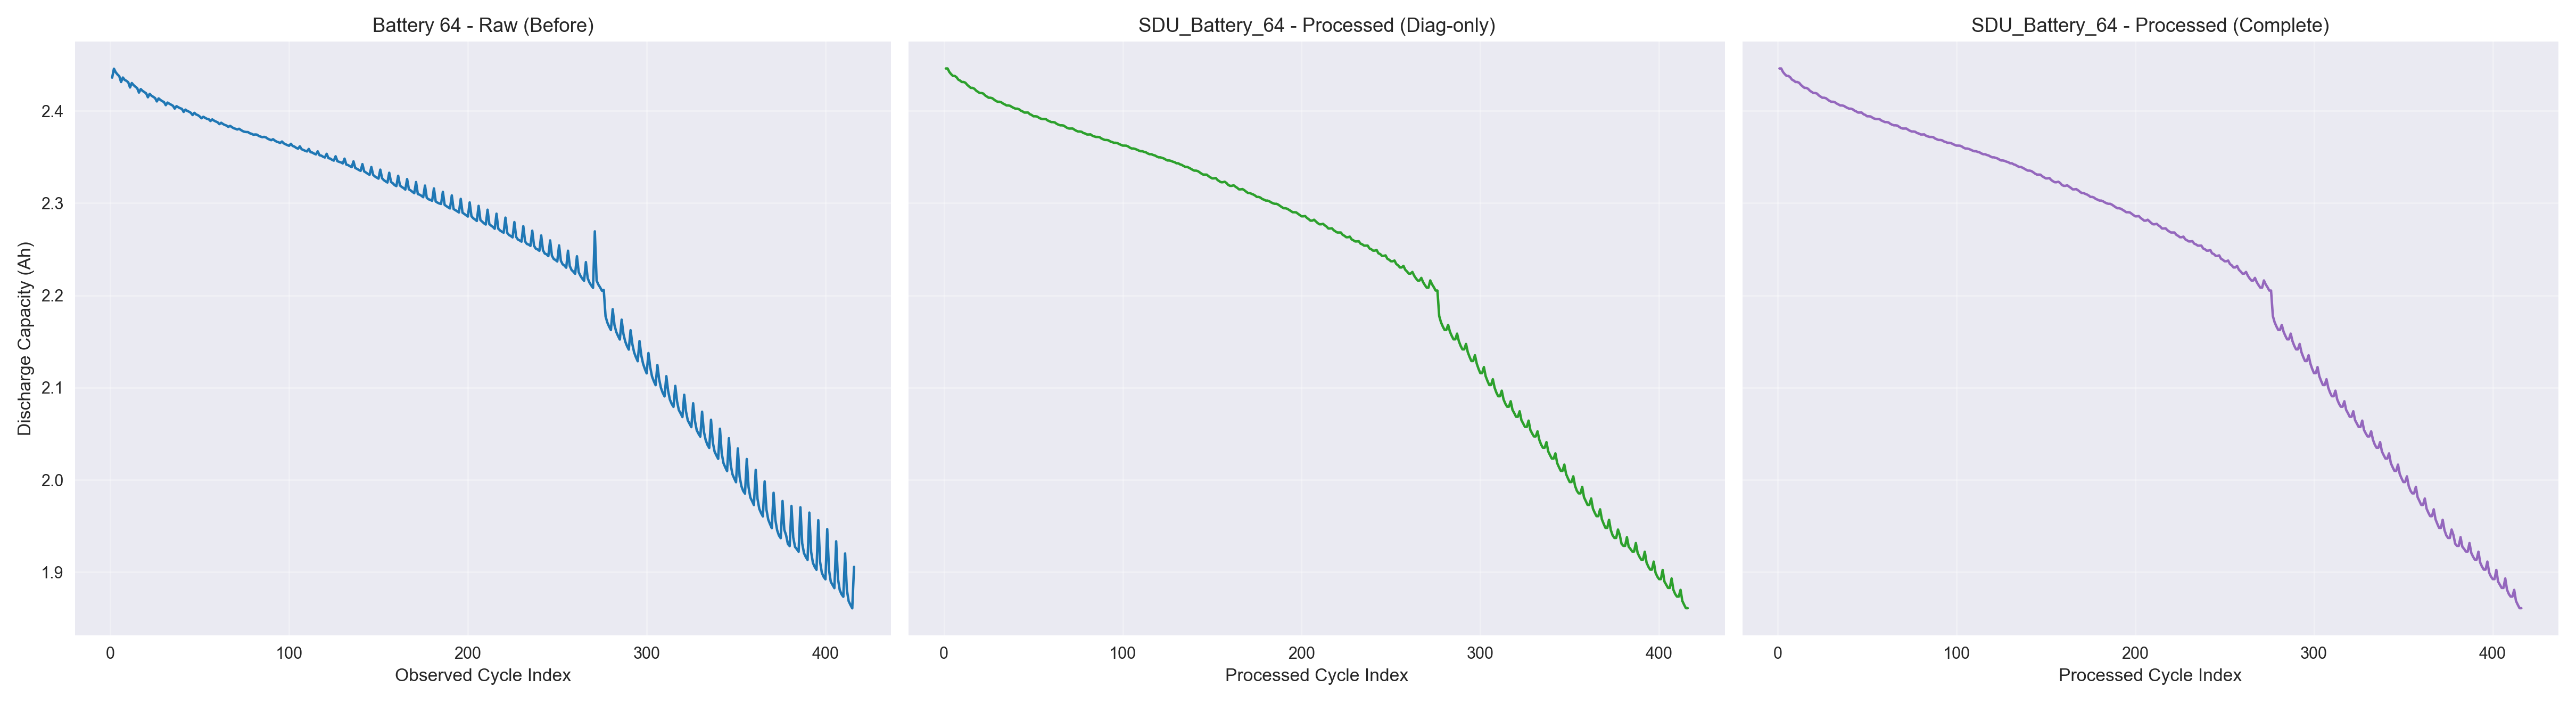 Battery 64 - Raw (Before)
SDU_Battery_64 - Processed (Diag-only)
SDU_Battery_64 - Processed (Complete)
Discharge Capacity (Ah)
2.4
2.3
2.2
2.1
2.0
1.9
0 100 200 300 400
0 100 200 300 400
0 100 200 300 400
Observed Cycle Index
Processed Cycle Index
Processed Cycle Index